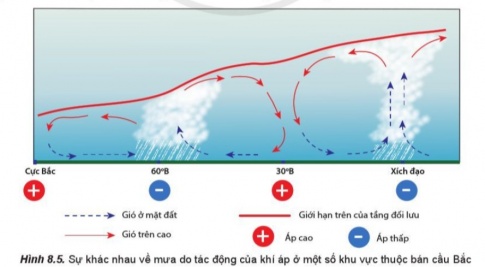 Cực Bắc 60⁰B 30⁰B Xích đạo
+ − + −
Gió ở mặt đất Giới hạn trên của tầng đối lưu
Gió trên cao + Áp cao − Áp thấp
Hình 8.5. Sự khác nhau về mưa do tác động của khí áp ở một số khu vực thuộc bán cầu Bắc